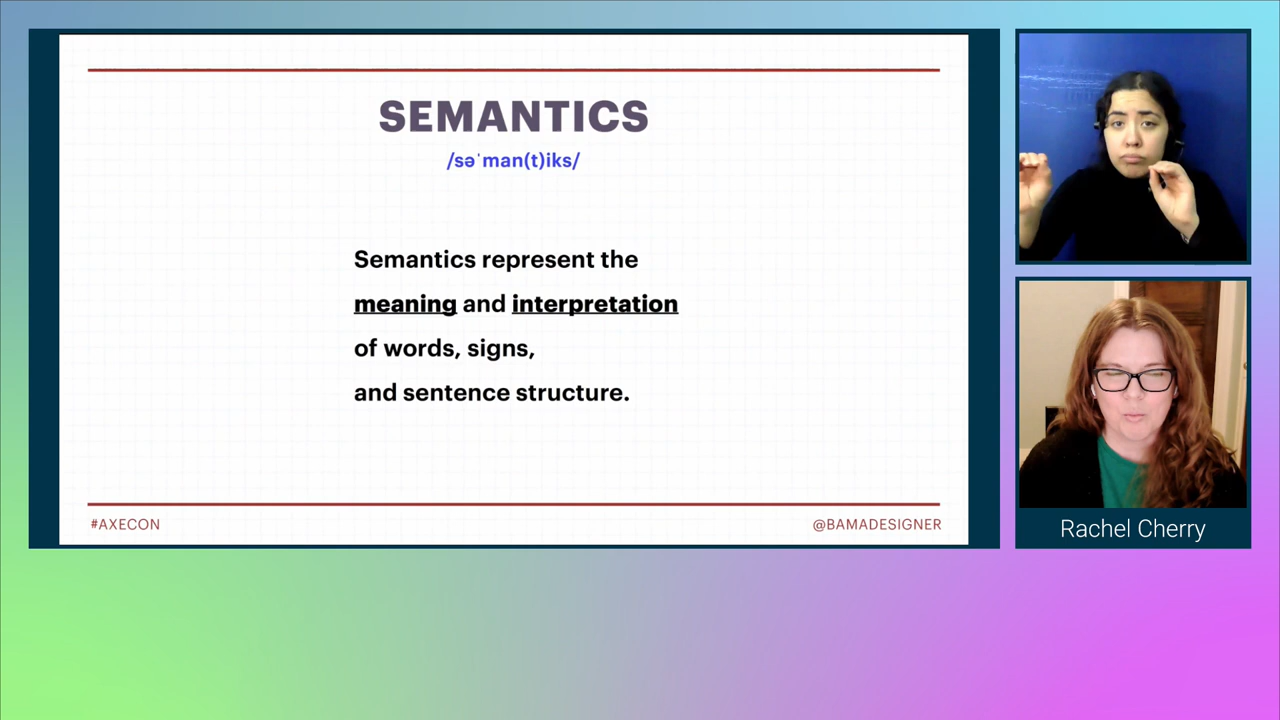 SEMANTICS
/səˈman(t)iks/
Semantics represent the
meaning and interpretation
of words, signs,
and sentence structure.
#AXECON
@BAMADESIGNER
Rachel Cherry